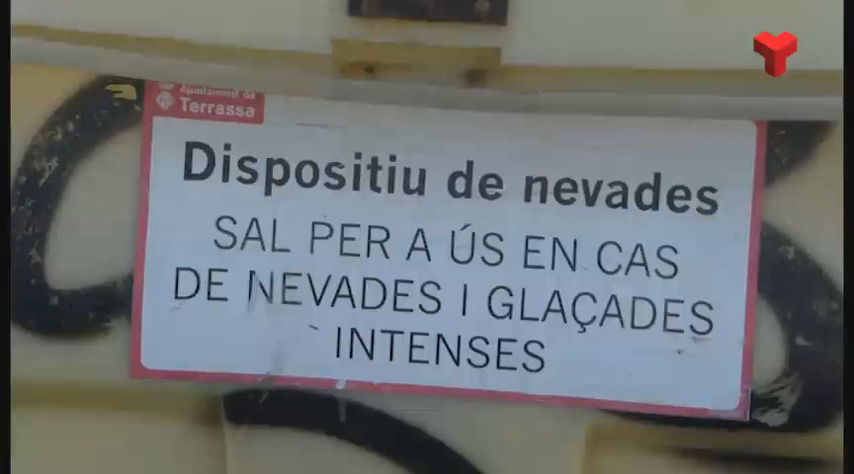 Ajuntament de
Terrassa
Dispositiu de nevades
SAL PER A ÚS EN CAS
DE NEVADES I GLAÇADES
INTENSES